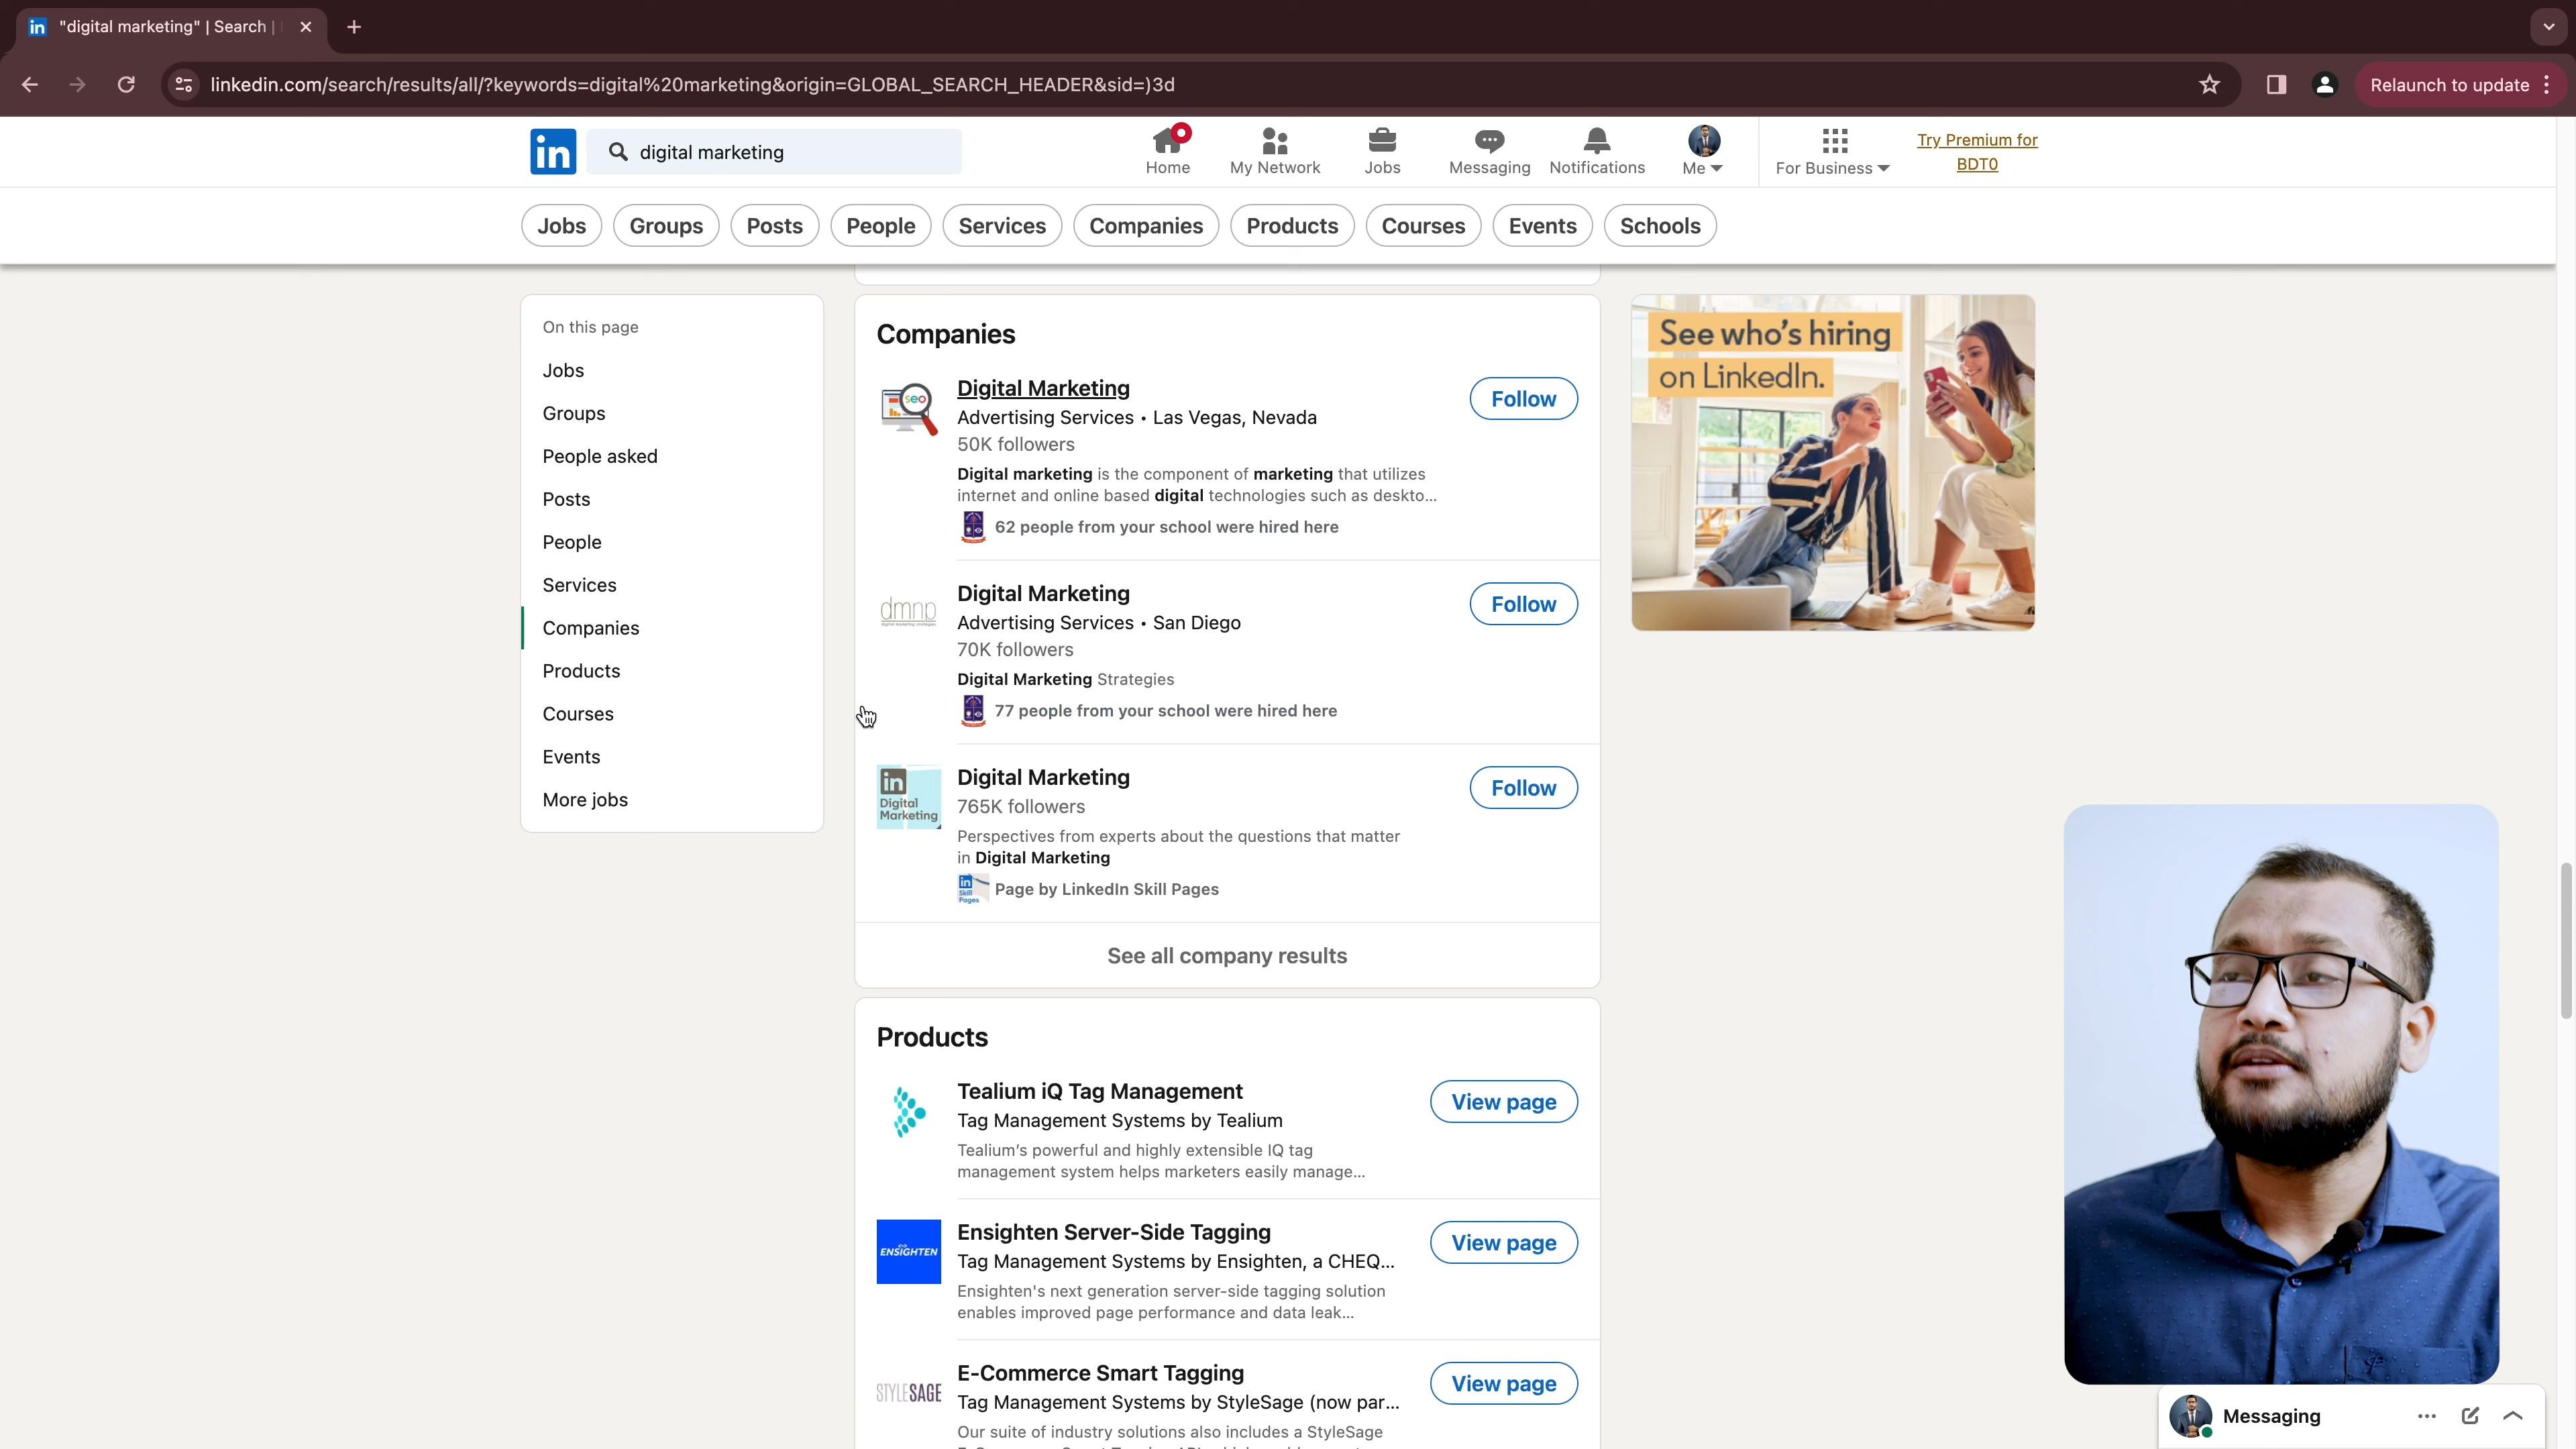 "digital marketing" | Search |
linkedin.com/search/results/all/?keywords=digital%20marketing&origin=GLOBAL_SEARCH_HEADER&sid=)3d
Relaunch to update
in
digital marketing
Home
My Network
Jobs
Messaging
Notifications
Me
For Business
Try Premium for
BDT0
Jobs
Groups
Posts
People
Services
Companies
Products
Courses
Events
Schools
On this page
Jobs
Groups
People asked
Posts
People
Services
Companies
Products
Courses
Events
More jobs
Companies
seo
Digital Marketing
Advertising Services • Las Vegas, Nevada
50K followers
Digital marketing is the component of marketing that utilizes
internet and online based digital technologies such as deskto...
62 people from your school were hired here
Follow
dmnp
Digital Marketing
Advertising Services • San Diego
70K followers
Digital Marketing Strategies
77 people from your school were hired here
Follow
in
Digital
Marketing
Digital Marketing
765K followers
Perspectives from experts about the questions that matter
in Digital Marketing
in
Skill
Pages
Page by LinkedIn Skill Pages
Follow
See all company results
Products
Tealium iQ Tag Management
Tag Management Systems by Tealium
Tealium's powerful and highly extensible IQ tag
management system helps marketers easily manage...
View page
ENSIGHTEN
Ensighten Server-Side Tagging
Tag Management Systems by Ensighten, a CHEQ...
Ensighten's next generation server-side tagging solution
enables improved page performance and data leak...
View page
STYLESAGE
E-Commerce Smart Tagging
Tag Management Systems by StyleSage (now par...
Our suite of industry solutions also includes a StyleSage
View page
See who's hiring
on LinkedIn.
Messaging